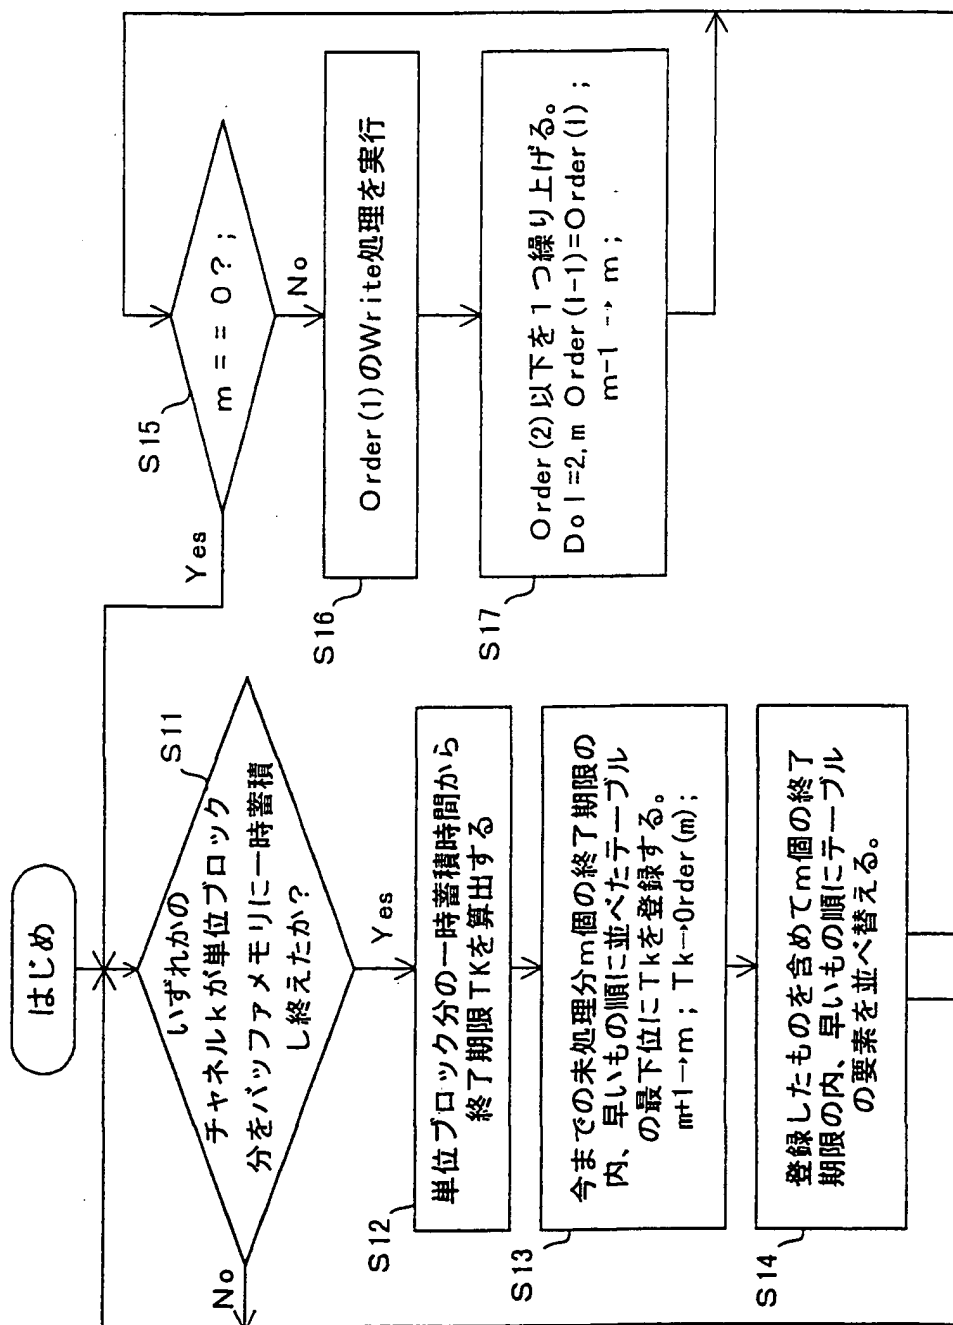 はじめ
S11
いずれかの
チャネルkが単位ブロック
分をバッファメモリに一時蓄積
し終えたか?
No
Yes
S12
単位ブロック分の一時蓄積時間から
終了期限TKを算出する
S13
今までの未処理分m個の終了期限の
内、早いもの順に並べたテーブル
の最下位にTkを登録する。
m+1→m; Tk→Order(m);
S14
登録したものを含めてm個の終了
期限の内、早いもの順にテーブル
の要素を並べ替える。
S15
m==0?;
Yes
No
S16
Order(1)のWrite処理を実行
S17
Order(2)以下を1つ繰り上げる。
Do l=2,m Order(l-1)=Order(l);
m-1→m;